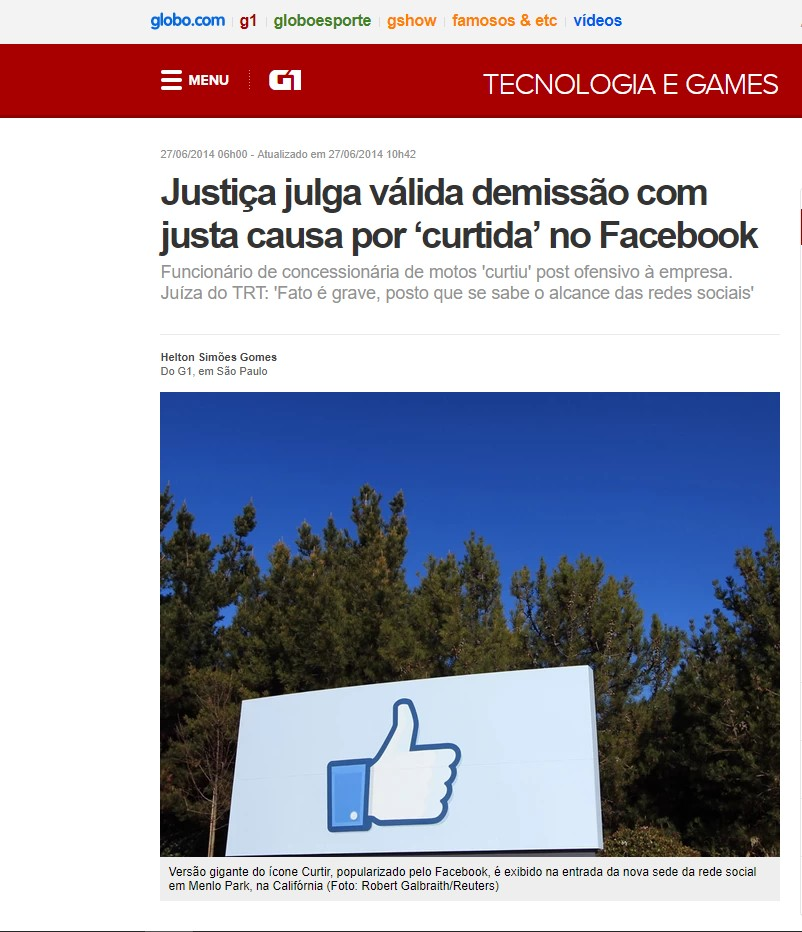 globo.com g1 globoesporte gshow famosos & etc vídeos
MENU G1 TECNOLOGIA E GAMES
27/06/2014 06h00 - Atualizado em 27/06/2014 10h42
Justiça julga válida demissão com
justa causa por ‘curtida’ no Facebook
Funcionário de concessionária de motos 'curtiu' post ofensivo à empresa.
Juíza do TRT: 'Fato é grave, posto que se sabe o alcance das redes sociais'
Helton Simões Gomes
Do G1, em São Paulo
Versão gigante do ícone Curtir, popularizado pelo Facebook, é exibido na entrada da nova sede da rede social
em Menlo Park, na Califórnia (Foto: Robert Galbraith/Reuters)